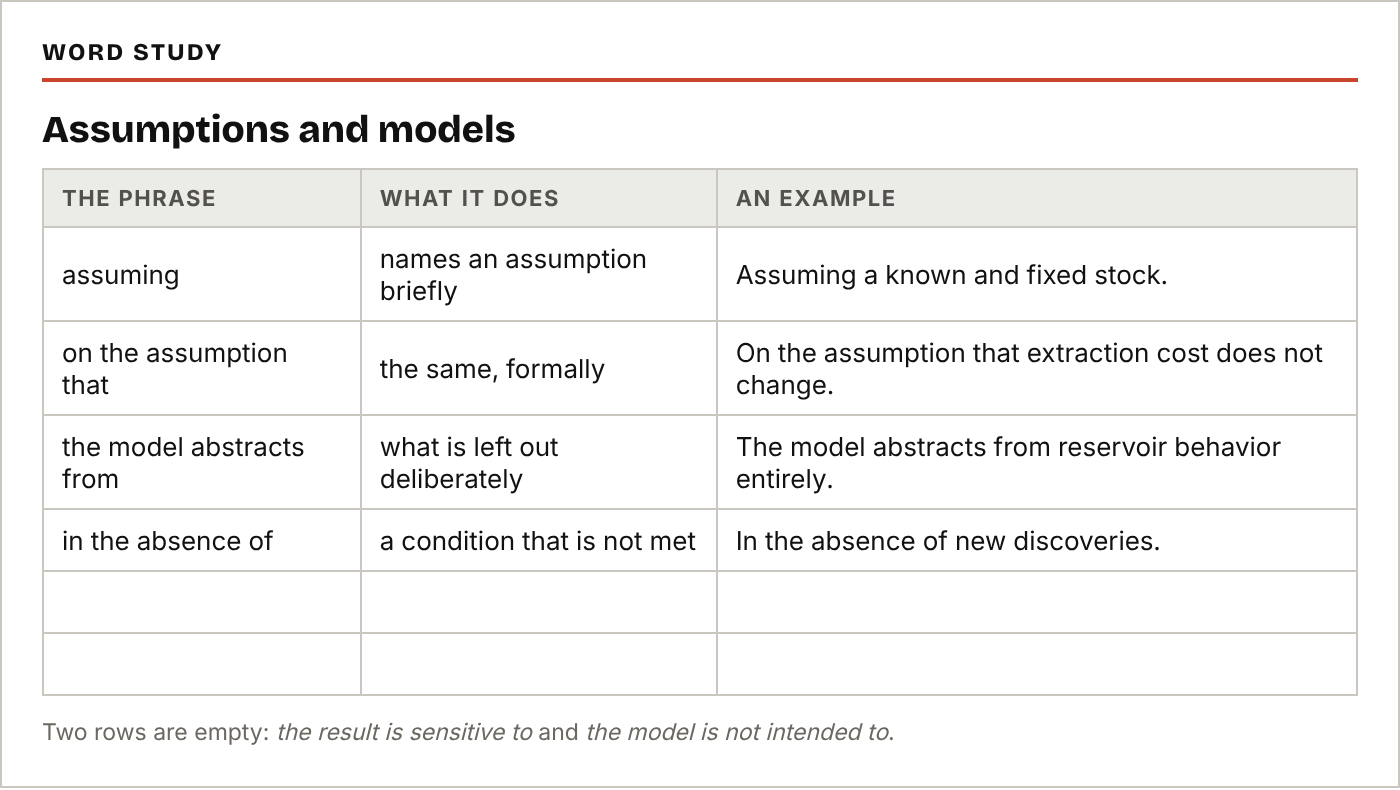 WORD STUDY
Assumptions and models
THE PHRASE
WHAT IT DOES
AN EXAMPLE
assuming
names an assumption
briefly
Assuming a known and fixed stock.
on the assumption
that
the same, formally
On the assumption that extraction cost does not
change.
the model abstracts
from
what is left out
deliberately
The model abstracts from reservoir behavior
entirely.
in the absence of
a condition that is not met
In the absence of new discoveries.
Two rows are empty: the result is sensitive to and the model is not intended to.